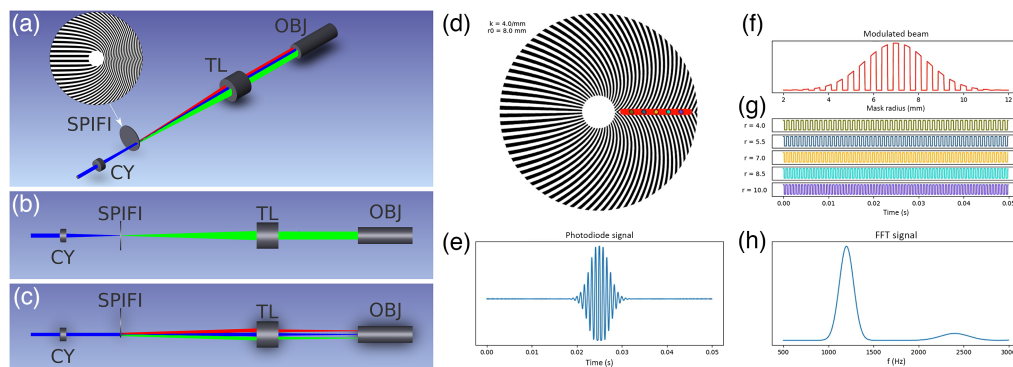 (a)
OBJ
TL
SPIFI
CY
(b)
SPIFI
TL
OBJ
CY
(c)
SPIFI
TL
OBJ
CY
(d)
k = 4.0/mm
r0 = 8.0 mm
(e)
Photodiode signal
0.00 0.01 0.02 0.03 0.04 0.05
Time (s)
(f)
Modulated beam
2 4 6 8 10 12
Mask radius (mm)
(g)
r = 4.0
r = 5.5
r = 7.0
r = 8.5
r = 10.0
0.00 0.01 0.02 0.03 0.04 0.05
Time (s)
(h)
FFT signal
500 1000 1500 2000 2500 3000
f (Hz)